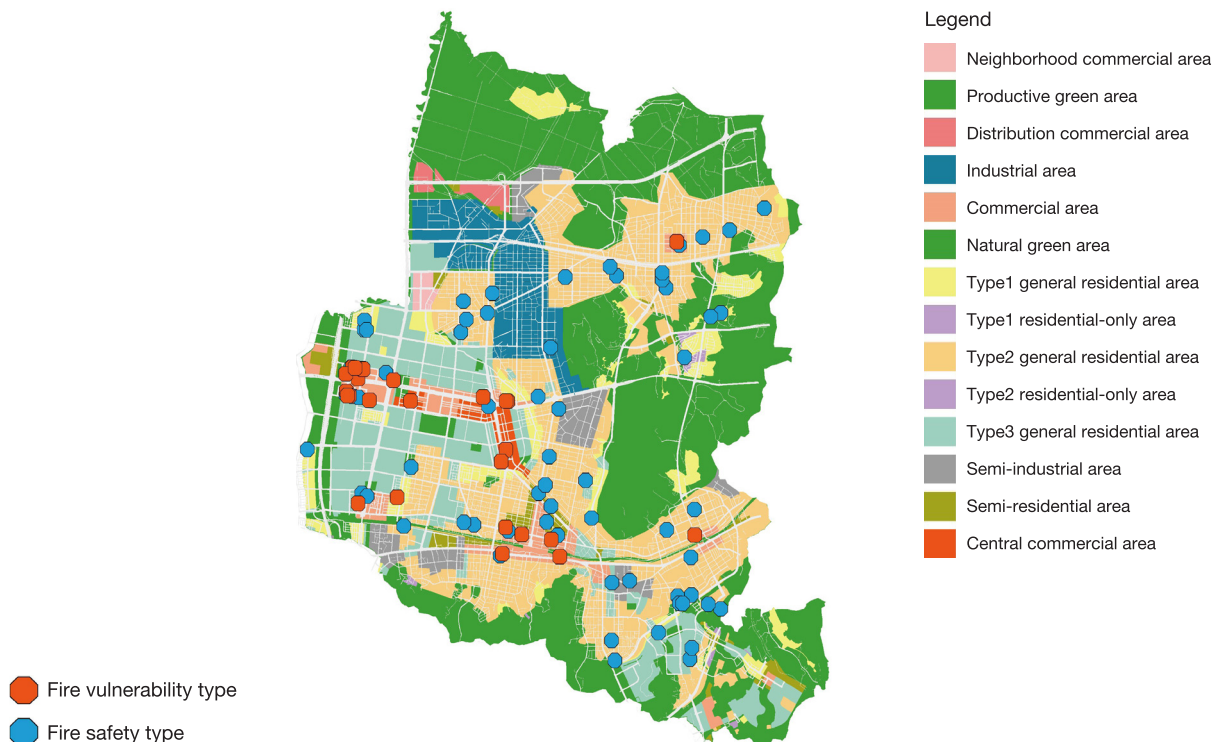 Legend
Neighborhood commercial area
Productive green area
Distribution commercial area
Industrial area
Commercial area
Natural green area
Type1 general residential area
Type1 residential-only area
Type2 general residential
Type2 residential-only area
Type3 general residential area
Semi-industrial area
Semi-residential area
Central commercial area
Fire vulnerability type
Fire safety type